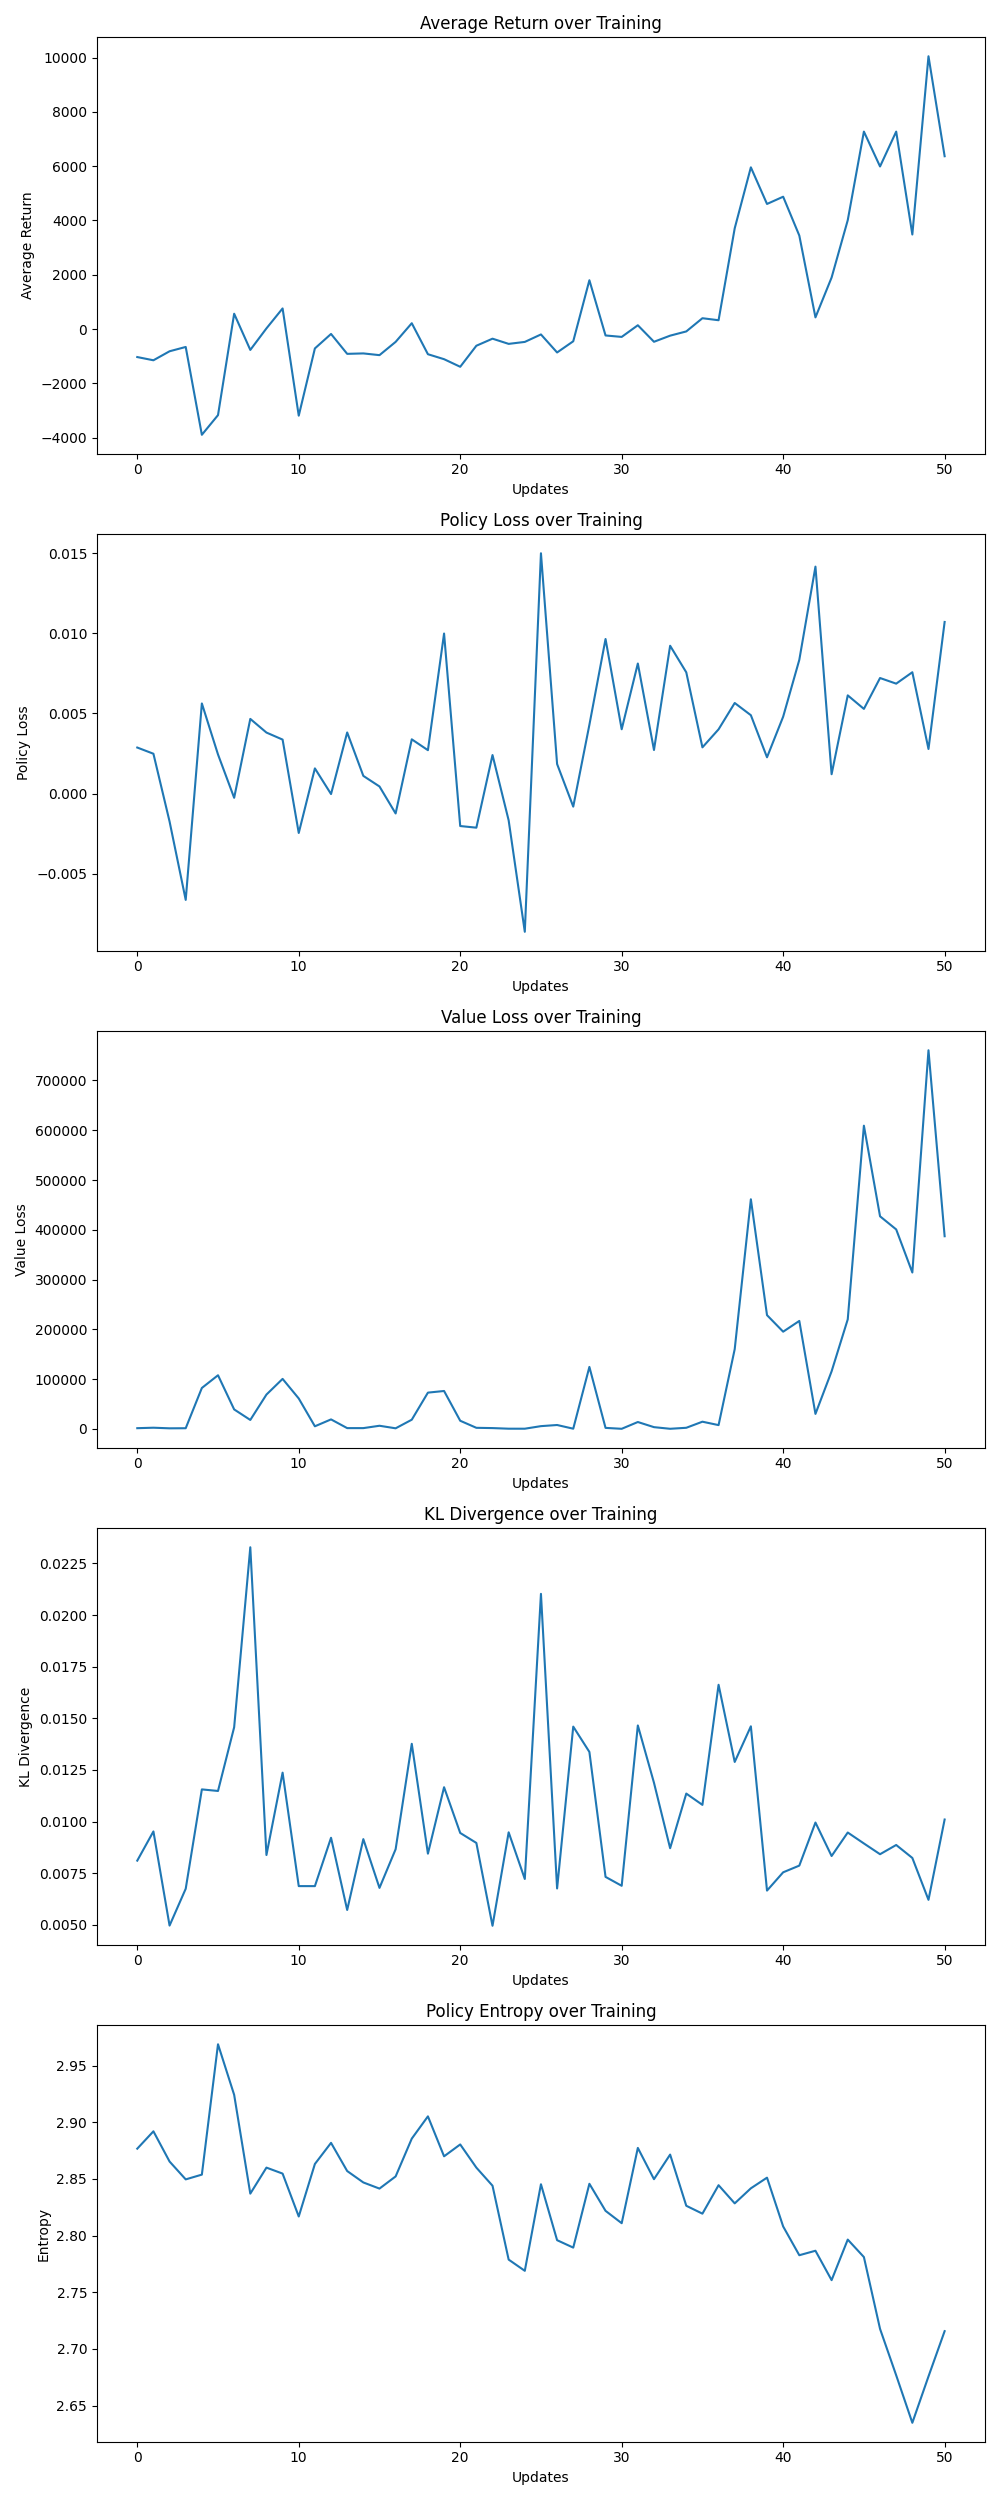 Average Return over Training
10000
8000
6000
4000
2000
0
−2000
−4000
Average Return
0 10 20 30 40 50
Updates
Policy Loss over Training
0.015
0.010
0.005
0.000
−0.005
Policy Loss
0 10 20 30 40 50
Updates
Value Loss over Training
700000
600000
500000
400000
300000
200000
100000
0
Value Loss
0 10 20 30 40 50
Updates
KL Divergence over Training
0.0225
0.0200
0.0175
0.0150
0.0125
0.0100
0.0075
0.0050
KL Divergence
0 10 20 30 40 50
Updates
Policy Entropy over Training
2.95
2.90
2.85
2.80
2.75
2.70
2.65
Entropy
0 10 20 30 40 50
Updates